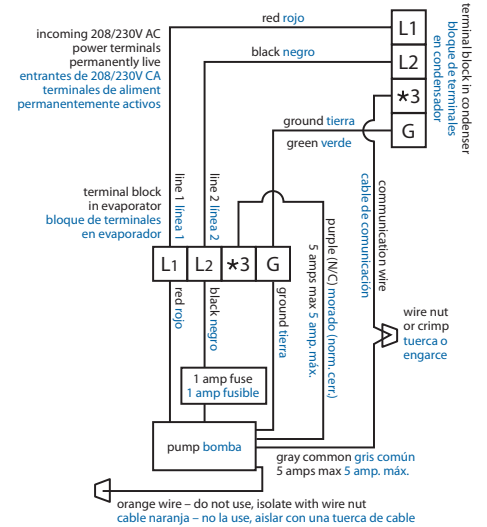 red rojo
L1
incoming 208/230V AC
power terminals
permanently live
entrantes de 208/230V CA
terminales de aliment
permanentemente activos
black negro
L2
*3
ground tierra
green verde
G
terminal block in condenser
bloque de terminales
en condensador
terminal block
in evaporator
bloque de terminales
en evaporador
line 1 línea 1
line 2 línea 2
communication wire
cable de comunicación
L1 L2 *3 G
red rojo
black negro
ground tierra
purple (N/C) morado (norm. cerr.)
5 amps max 5 amp. máx.
wire nut
or crimp
tuerca o
engarce
1 amp fuse
1 amp fusible
pump bomba
gray common gris común
5 amps max 5 amp. máx.
orange wire – do not use, isolate with wire nut
cable naranja – no la use, aislar con una tuerca de cable